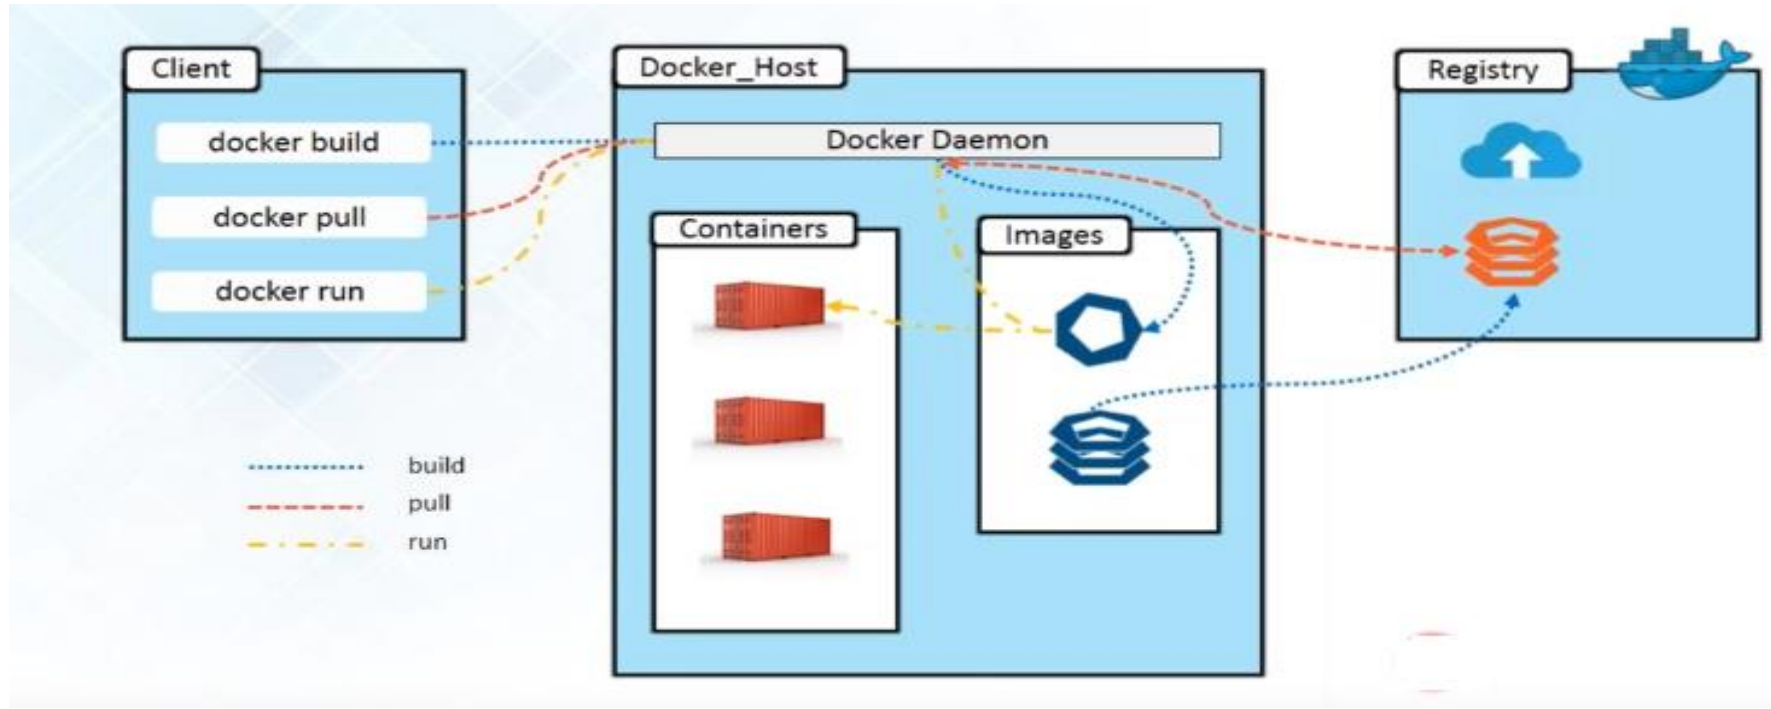 Client
docker build
docker pull
docker run
Docker_Host
Docker Daemon
Containers
Images
Registry
build
pull
run